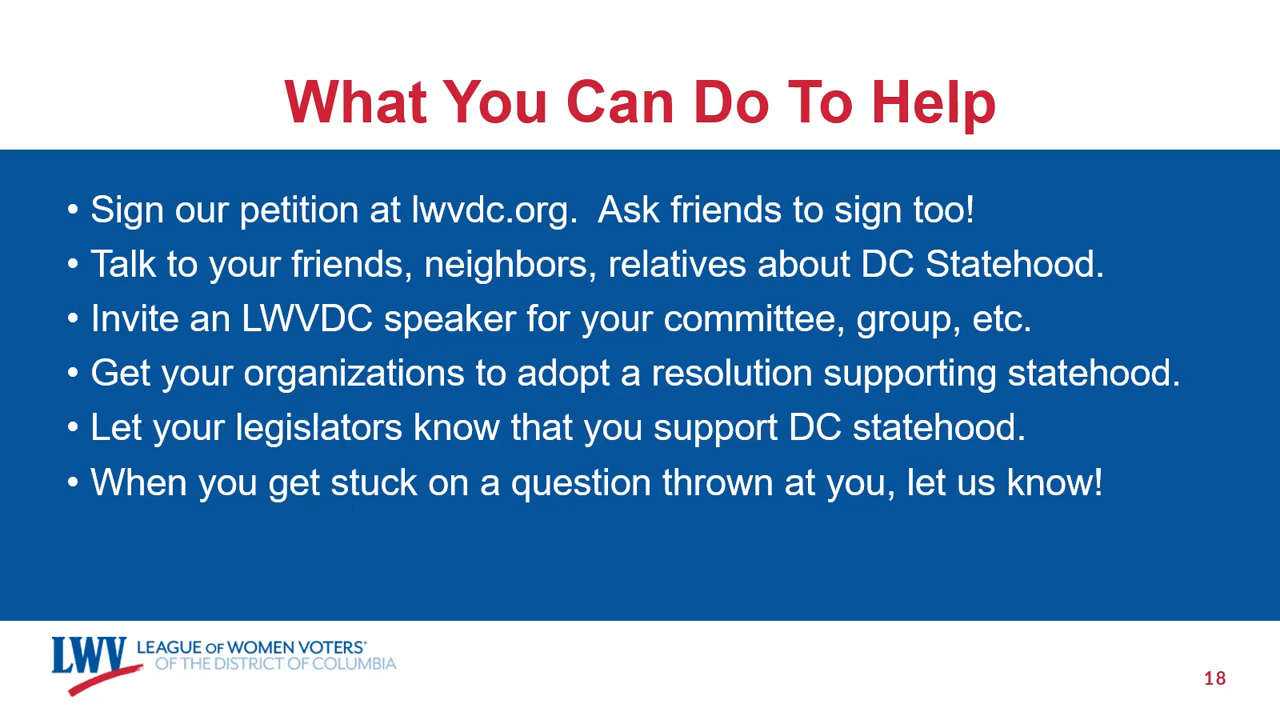 What You Can Do To Help
• Sign our petition at lwvdc.org.  Ask friends to sign too!
• Talk to your friends, neighbors, relatives about DC Statehood.
• Invite an LWVDC speaker for your committee, group, etc.
• Get your organizations to adopt a resolution supporting statehood.
• Let your legislators know that you support DC statehood.
• When you get stuck on a question thrown at you, let us know!
LWV LEAGUE OF WOMEN VOTERS®
OF THE DISTRICT OF COLUMBIA
18